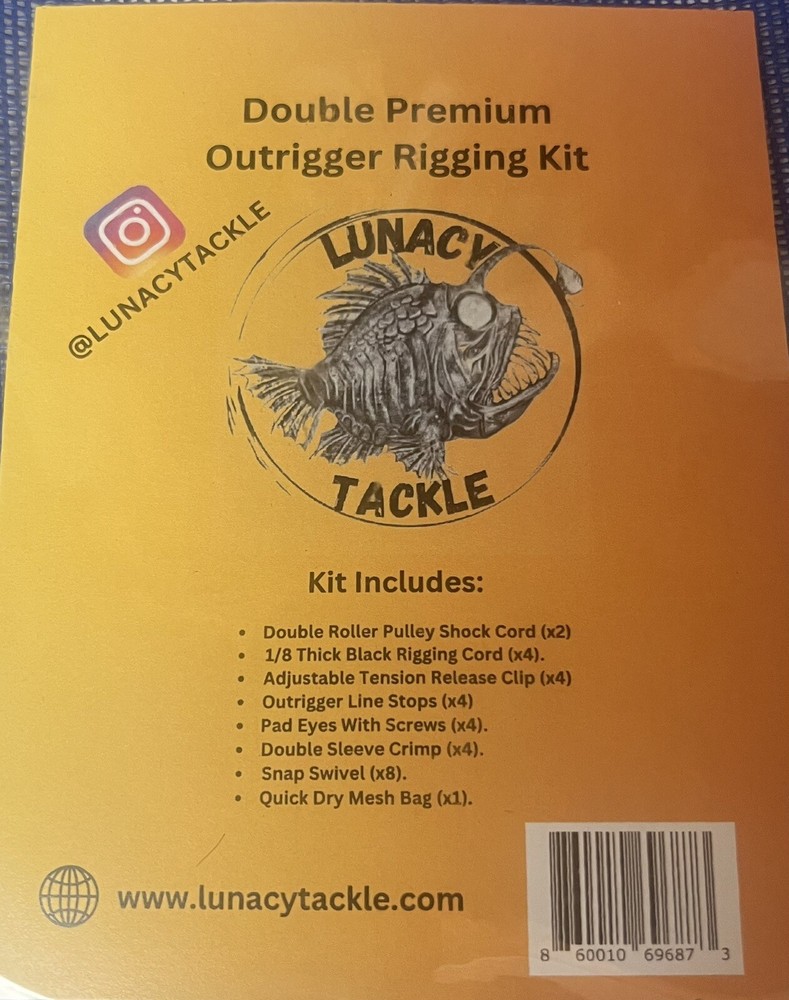 Double Premium
Outrigger Rigging Kit
@LUNACYTACKLE
LUNACY
TACKLE
Kit Includes:
• Double Roller Pulley Shock Cord (x2)
• 1/8 Thick Black Rigging Cord (x4).
• Adjustable Tension Release Clip (x4)
• Outrigger Line Stops (x4)
• Pad Eyes With Screws (x4).
• Double Sleeve Crimp (x4).
• Snap Swivel (x8).
• Quick Dry Mesh Bag (x1).
www.lunacytackle.com
8 60010 69687 3